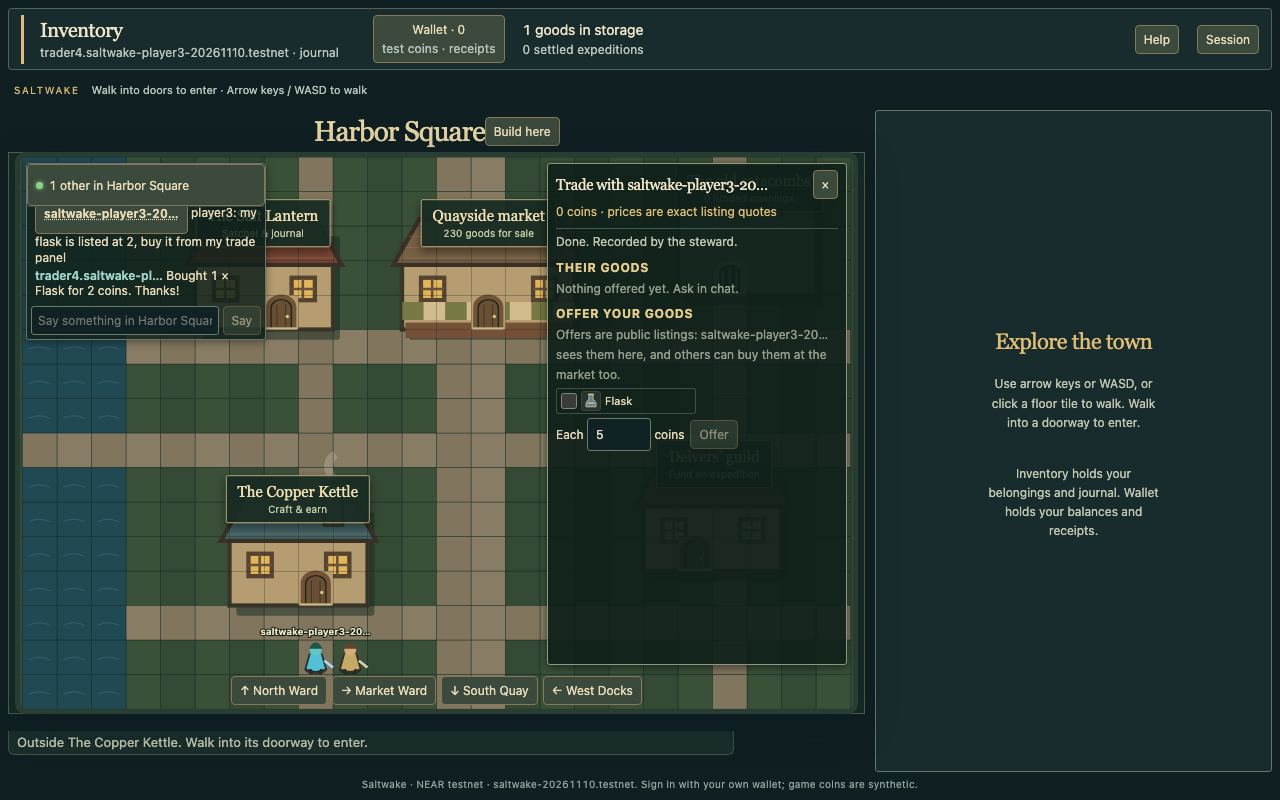 Inventory
trader4.saltwake-player3-20261110.testnet · journal
Wallet · 0
test coins · receipts
1 goods in storage
0 settled expeditions
Help
Session
SALTWAKE Walk into doors to enter · Arrow keys / WASD to walk
Harbor Square
Build here
1 other in Harbor Square
saltwake-player3-20... player3: my
flask is listed at 2, buy it from my trade
panel
trader4.saltwake-pl... Bought 1 ×
Flask for 2 coins. Thanks!
Say something in Harbor Squar
Say
Lantern
Satchel & journal
Quayside market
230 goods for sale
Trade with saltwake-player3-20...
×
0 coins · prices are exact listing quotes
Done. Recorded by the steward.
THEIR GOODS
Nothing offered yet. Ask in chat.
OFFER YOUR GOODS
Offers are public listings: saltwake-player3-20...
sees them here, and others can buy them at the
market too.
Flask
Each 5 coins Offer
Delvers' guild
Fund an expedition
The Copper Kettle
Craft & earn
saltwake-player3-20...
↑ North Ward
→ Market Ward
↓ South Quay
← West Docks
Outside The Copper Kettle. Walk into its doorway to enter.
Explore the town
Use arrow keys or WASD, or
click a floor tile to walk. Walk
into a doorway to enter.
Inventory holds your
belongings and journal. Wallet
holds your balances and
receipts.
Saltwake · NEAR testnet · saltwake-20261110.testnet. Sign in with your own wallet; game coins are synthetic.